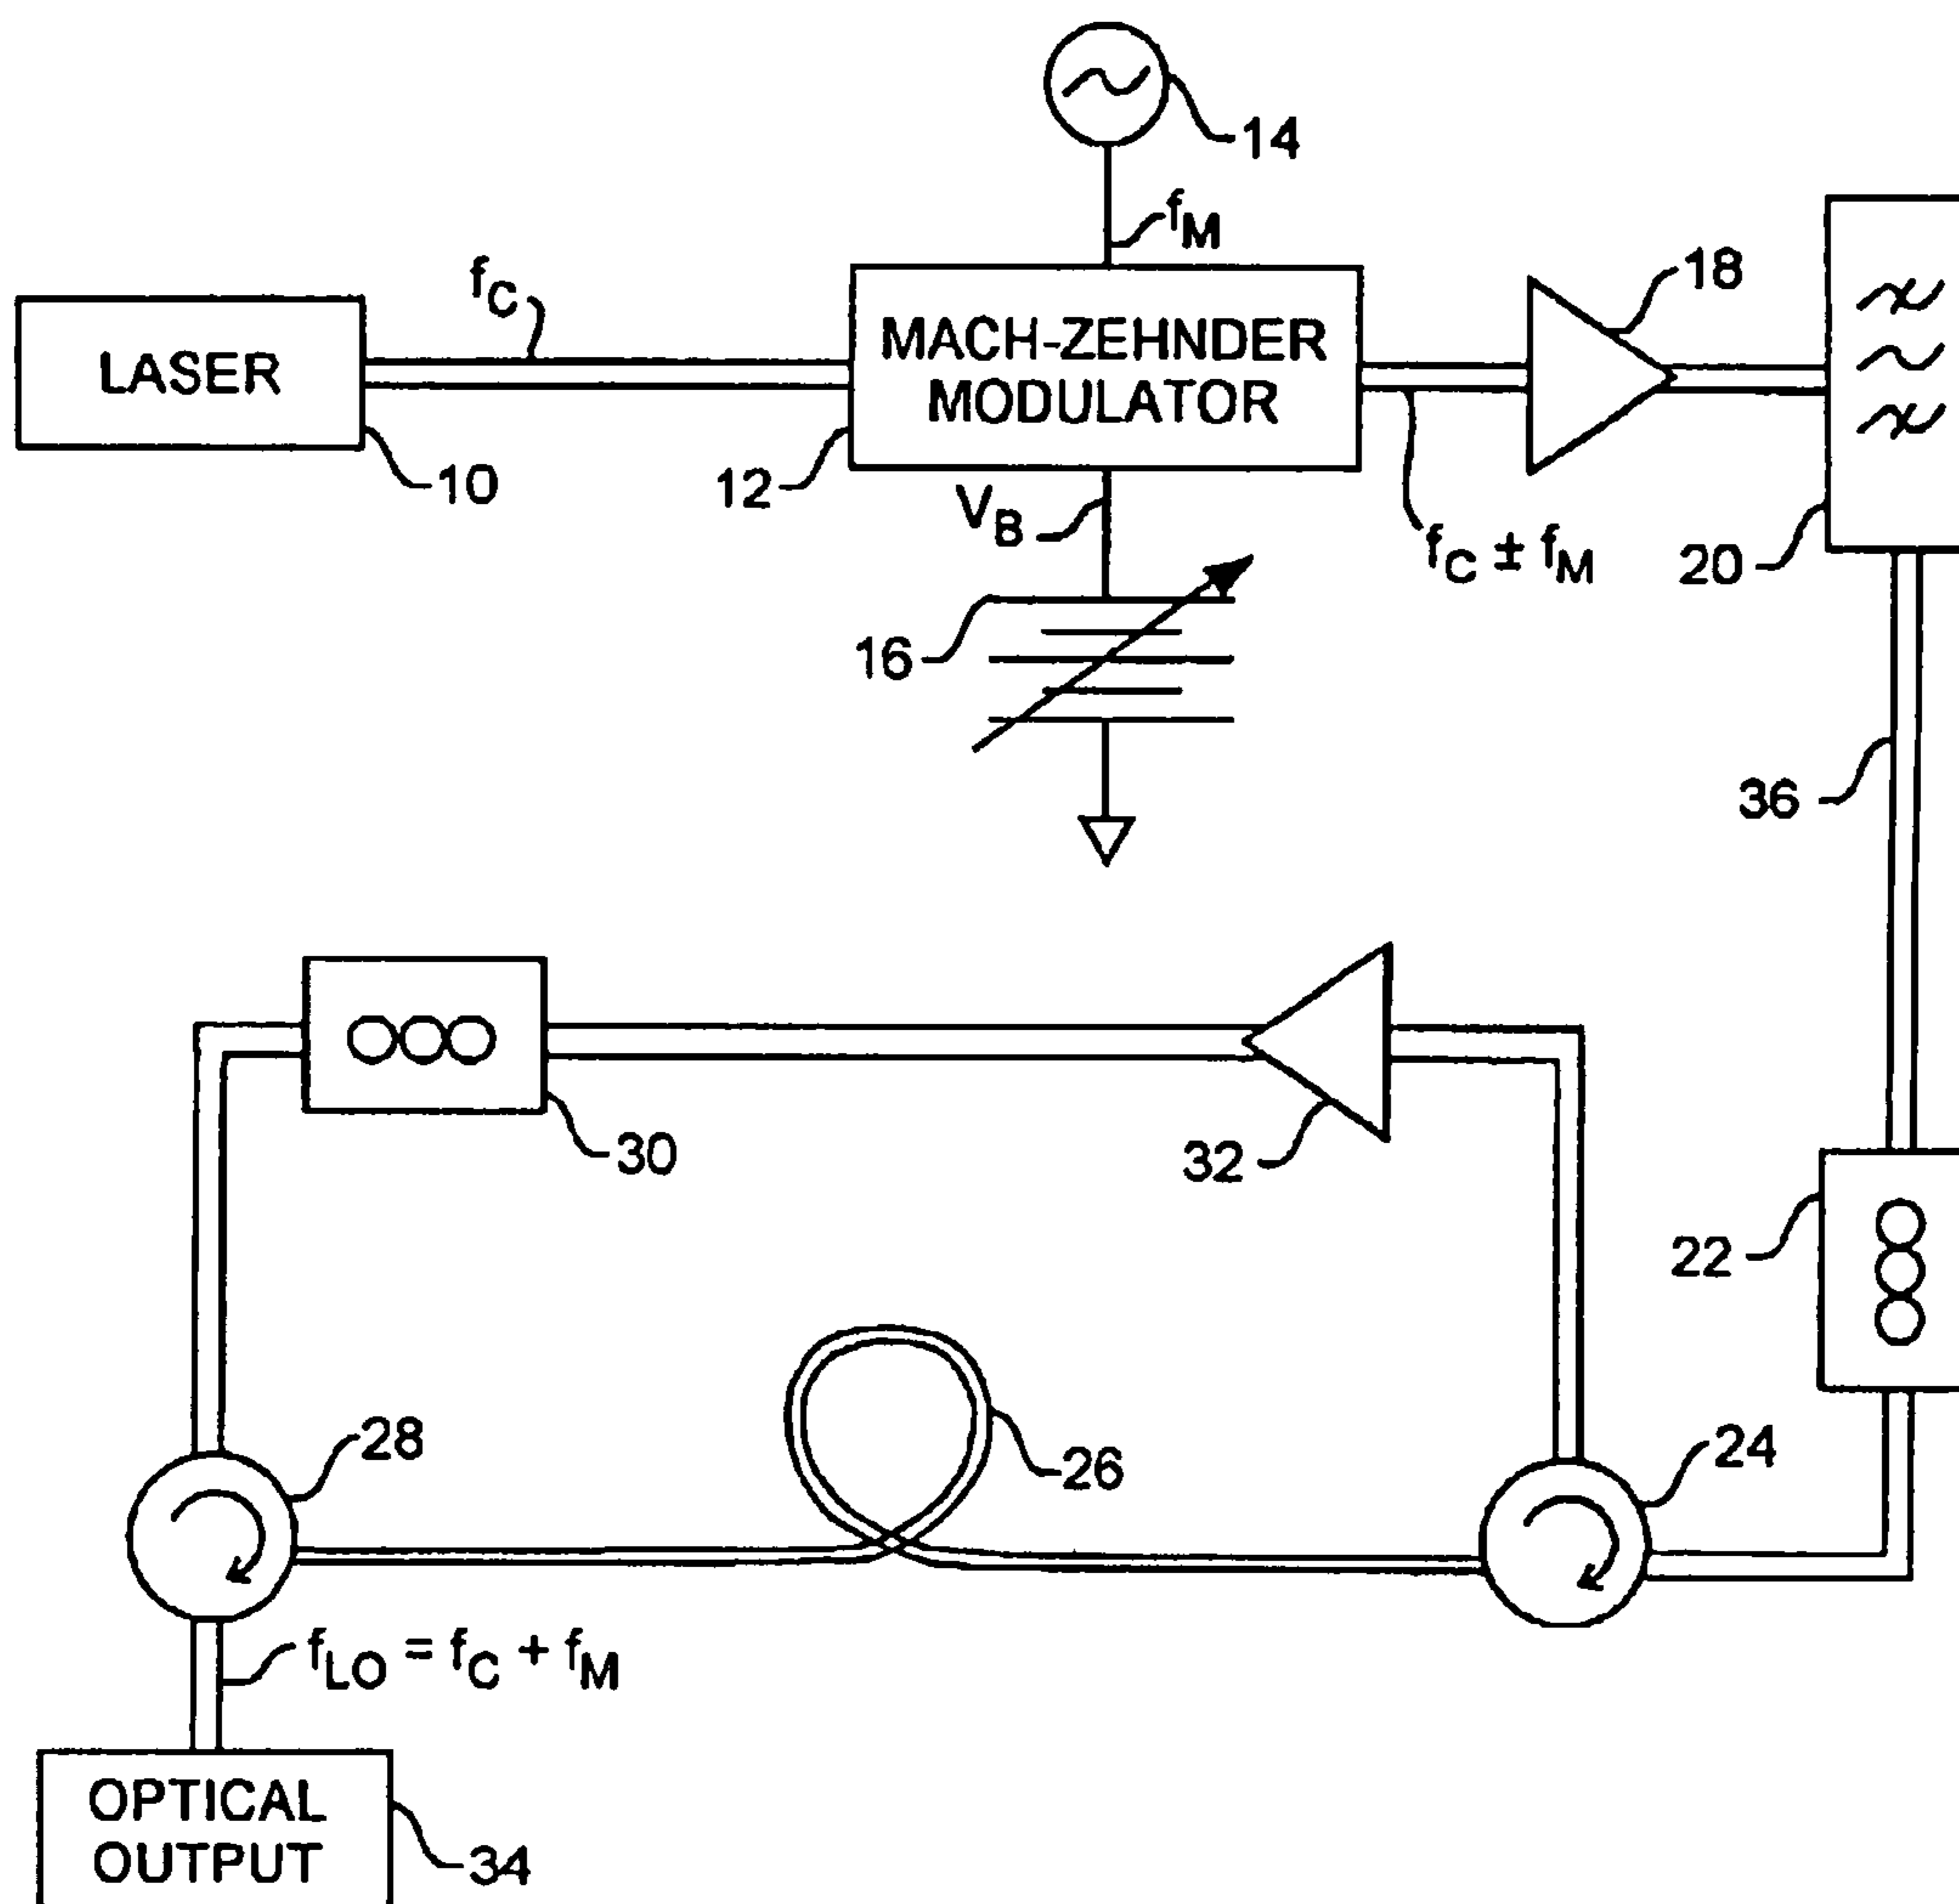 14
fM
fC
18
LASER
MACH-ZEHNDER
MODULATOR
10
12
VB
fC ± fM
20
16
36
30
32
22
28
26
24
fLO = fC + fM
OPTICAL
OUTPUT
34